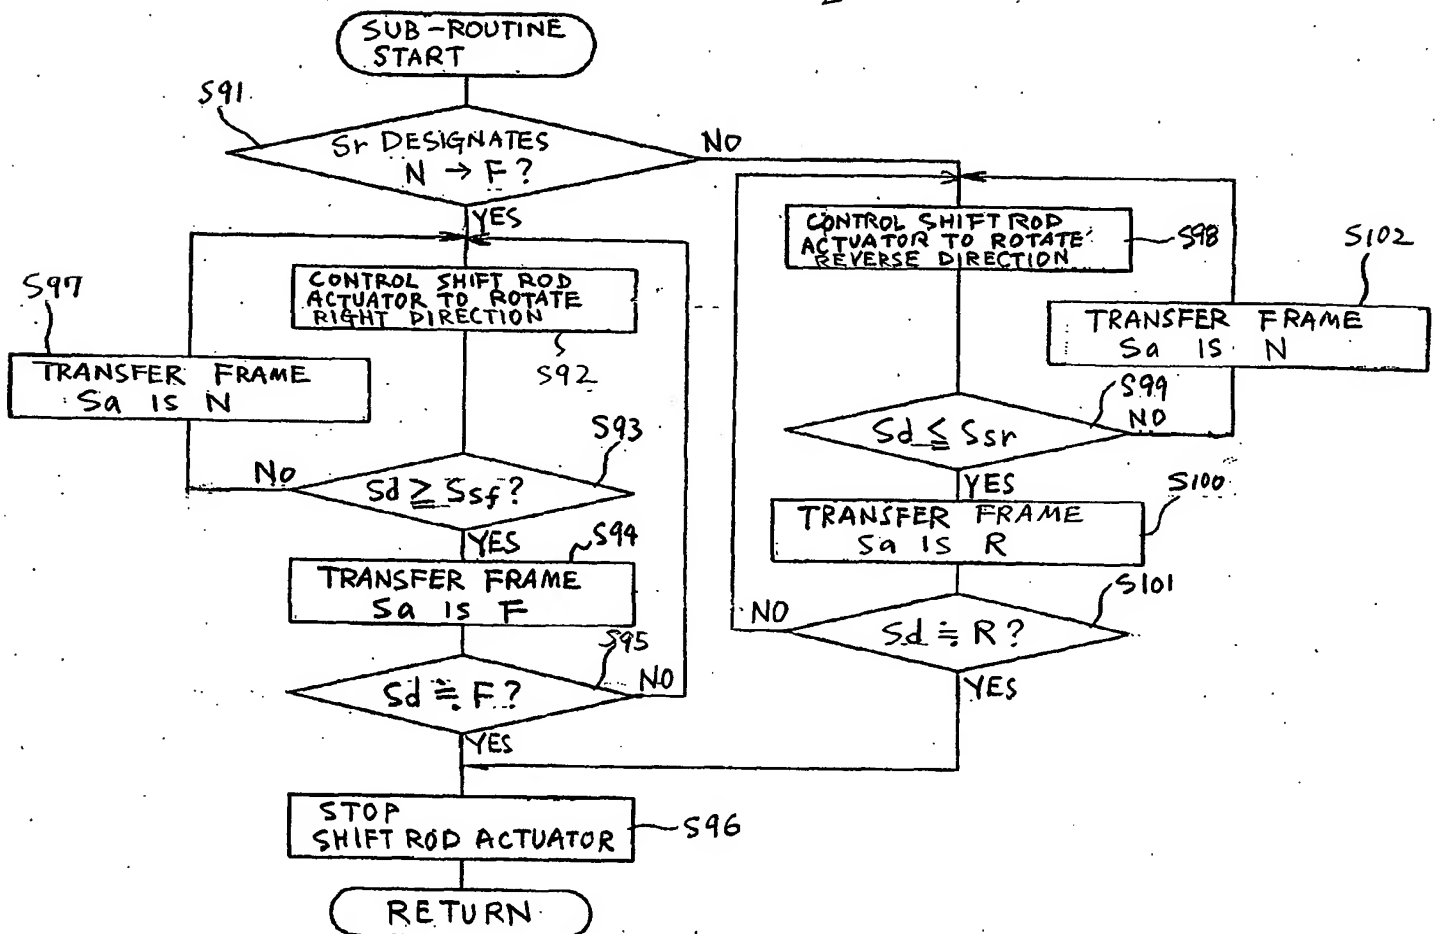 SUB-ROUTINE
START
S91
Sr DESIGNATES
N → F?
NO
YES
CONTROL SHIFT ROD
ACTUATOR TO ROTATE
RIGHT DIRECTION
S92
S97
TRANSFER FRAME
Sa IS N
S93
Sd ≧ Ssf?
NO
YES
S94
TRANSFER FRAME
Sa IS F
S95
Sd ≒ F?
NO
YES
STOP
SHIFT ROD ACTUATOR
S96
RETURN
CONTROL SHIFT ROD
ACTUATOR TO ROTATE
REVERSE DIRECTION
S98
S102
TRANSFER FRAME
Sa IS N
S99
Sd ≦ Ssr
NO
YES
S100
TRANSFER FRAME
Sa IS R
S101
Sd ≒ R?
NO
YES